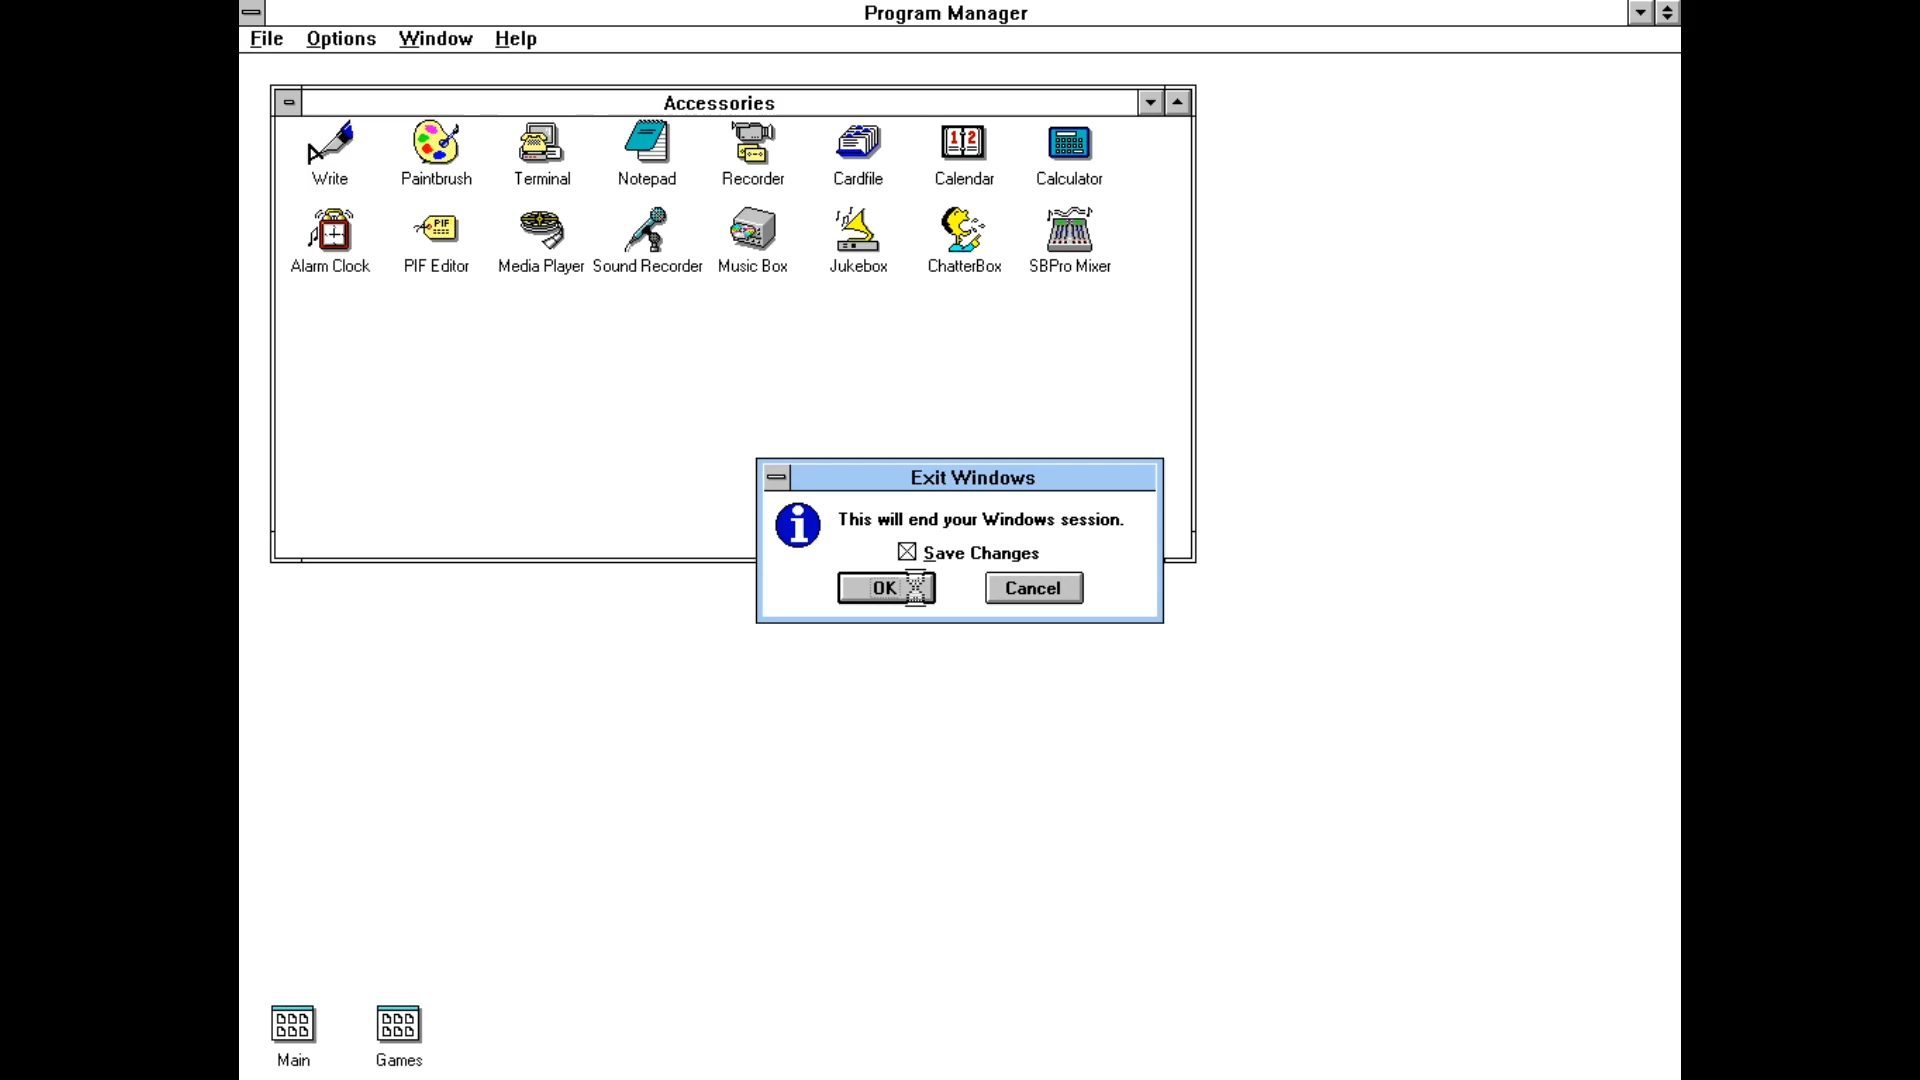 Program Manager
File Options Window Help
Accessories
Write Paintbrush Terminal Notepad Recorder Cardfile Calendar Calculator
Alarm Clock PIF Editor Media Player Sound Recorder Music Box Jukebox ChatterBox SBPro Mixer
Exit Windows
This will end your Windows session.
Save Changes
OK Cancel
Main Games